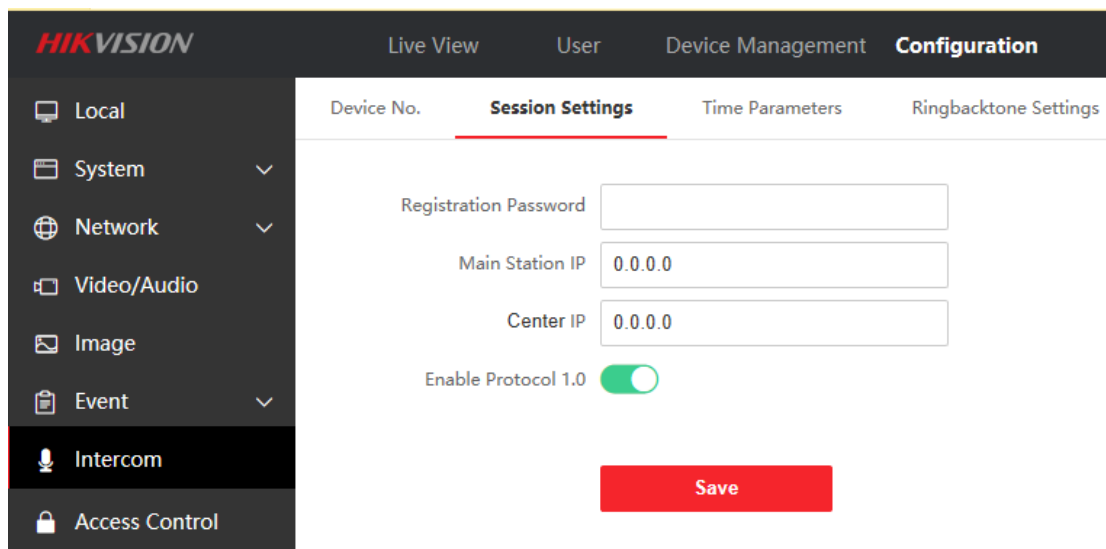 HIKVISION
Live View User Device Management Configuration
Local
System
Network
Video/Audio
Image
Event
Intercom
Access Control
Device No. Session Settings Time Parameters Ringbacktone Settings
Registration Password
Main Station IP 0.0.0.0
Center IP 0.0.0.0
Enable Protocol 1.0
Save